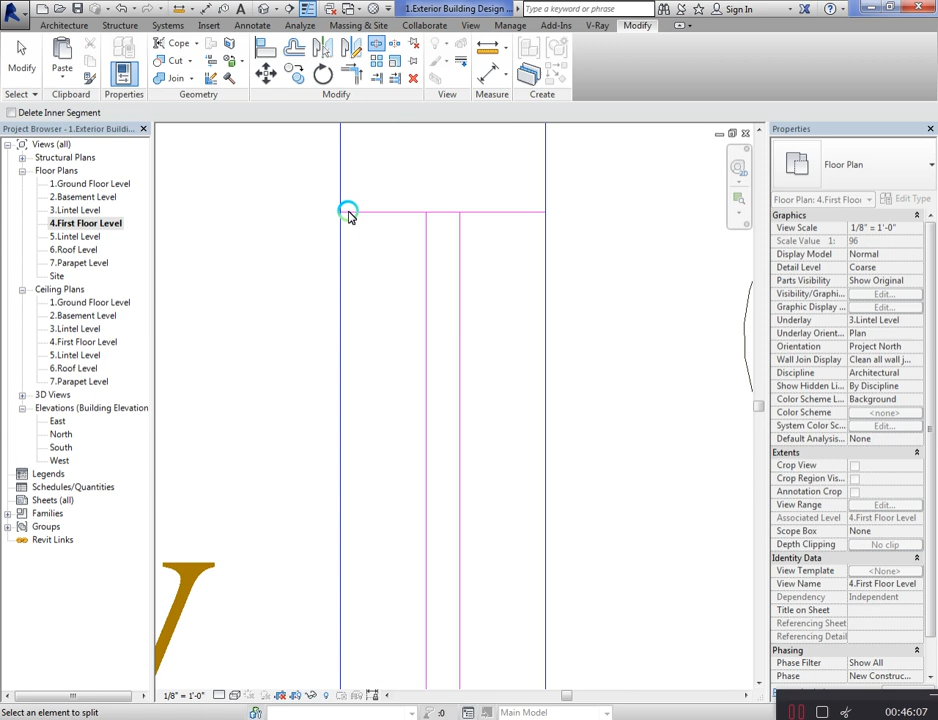 1.Exterior Building Design ...
Type a keyword or phrase
Sign In
Architecture Structure Systems Insert Annotate Analyze Massing & Site Collaborate View Manage Add-Ins V-Ray Modify
Modify
Paste
Properties
Cope
Cut
Join
Select Clipboard Properties Geometry Modify View Measure Create
Delete Inner Segment
Project Browser - 1.Exterior Buildi...
Views (all)
Structural Plans
Floor Plans
1.Ground Floor Level
2.Basement Level
3.Lintel Level
4.First Floor Level
5.Lintel Level
6.Roof Level
7.Parapet Level
Site
Ceiling Plans
1.Ground Floor Level
2.Basement Level
3.Lintel Level
4.First Floor Level
5.Lintel Level
6.Roof Level
7.Parapet Level
3D Views
Elevations (Building Elevation
East
North
South
West
Legends
Schedules/Quantities
Sheets (all)
Families
Groups
Revit Links
Properties
Floor Plan
Floor Plan: 4.First Floo
Edit Type
Graphics
View Scale 1/8" = 1'-0"
Scale Value 1: 96
Display Model Normal
Detail Level Coarse
Parts Visibility Show Original
Visibility/Graphi... Edit...
Graphic Display ... Edit...
Underlay 3.Lintel Level
Underlay Orient... Plan
Orientation Project North
Wall Join Display Clean all wall j...
Discipline Architectural
Show Hidden Li... By Discipline
Color Scheme L... Background
Color Scheme <none>
System Color Sc... Edit...
Default Analysis... None
Extents
Crop View
Crop Region Vis...
Annotation Crop
View Range Edit...
Associated Level 4.First Floor Level
Scope Box None
Depth Clipping No clip
Identity Data
View Template <None>
View Name 4.First Floor Level
Dependency Independent
Title on Sheet
Referencing Sheet
Referencing Detail
Phasing
Phase Filter Show All
Phase New Construc...
1/8" = 1'-0"
Select an element to split
:0
Main Model
00:46:07